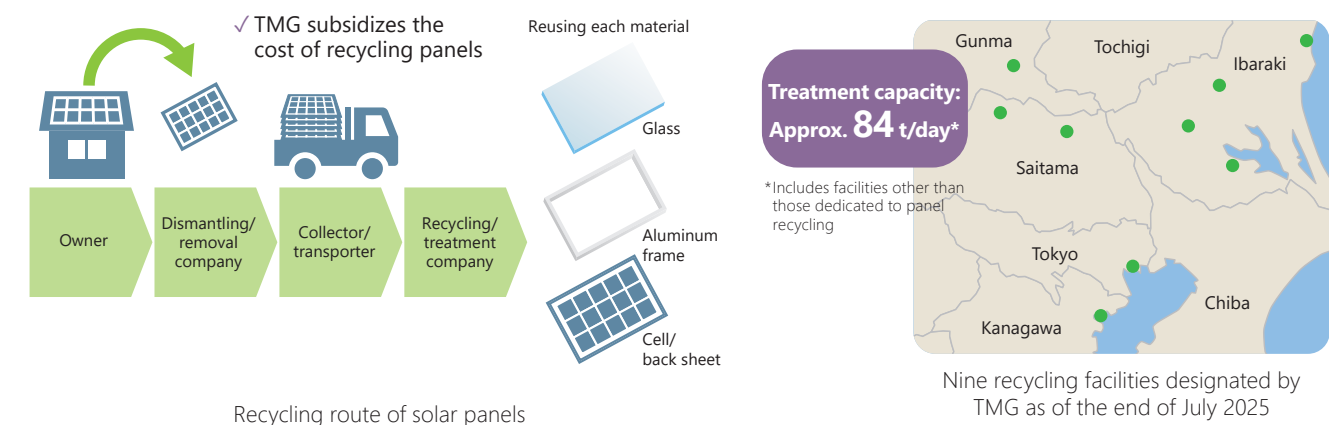 ✓ TMG subsidizes the
cost of recycling panels
Owner
Dismantling/
removal
company
Collector/
transporter
Recycling/
treatment
company
Reusing each material
Glass
Aluminum
frame
Cell/
back sheet
Recycling route of solar panels
Treatment capacity:
Approx. 84 t/day*
*Includes facilities other than
those dedicated to panel
recycling
Gunma
Tochigi
Ibaraki
Saitama
Tokyo
Chiba
Kanagawa
Nine recycling facilities designated by
TMG as of the end of July 2025